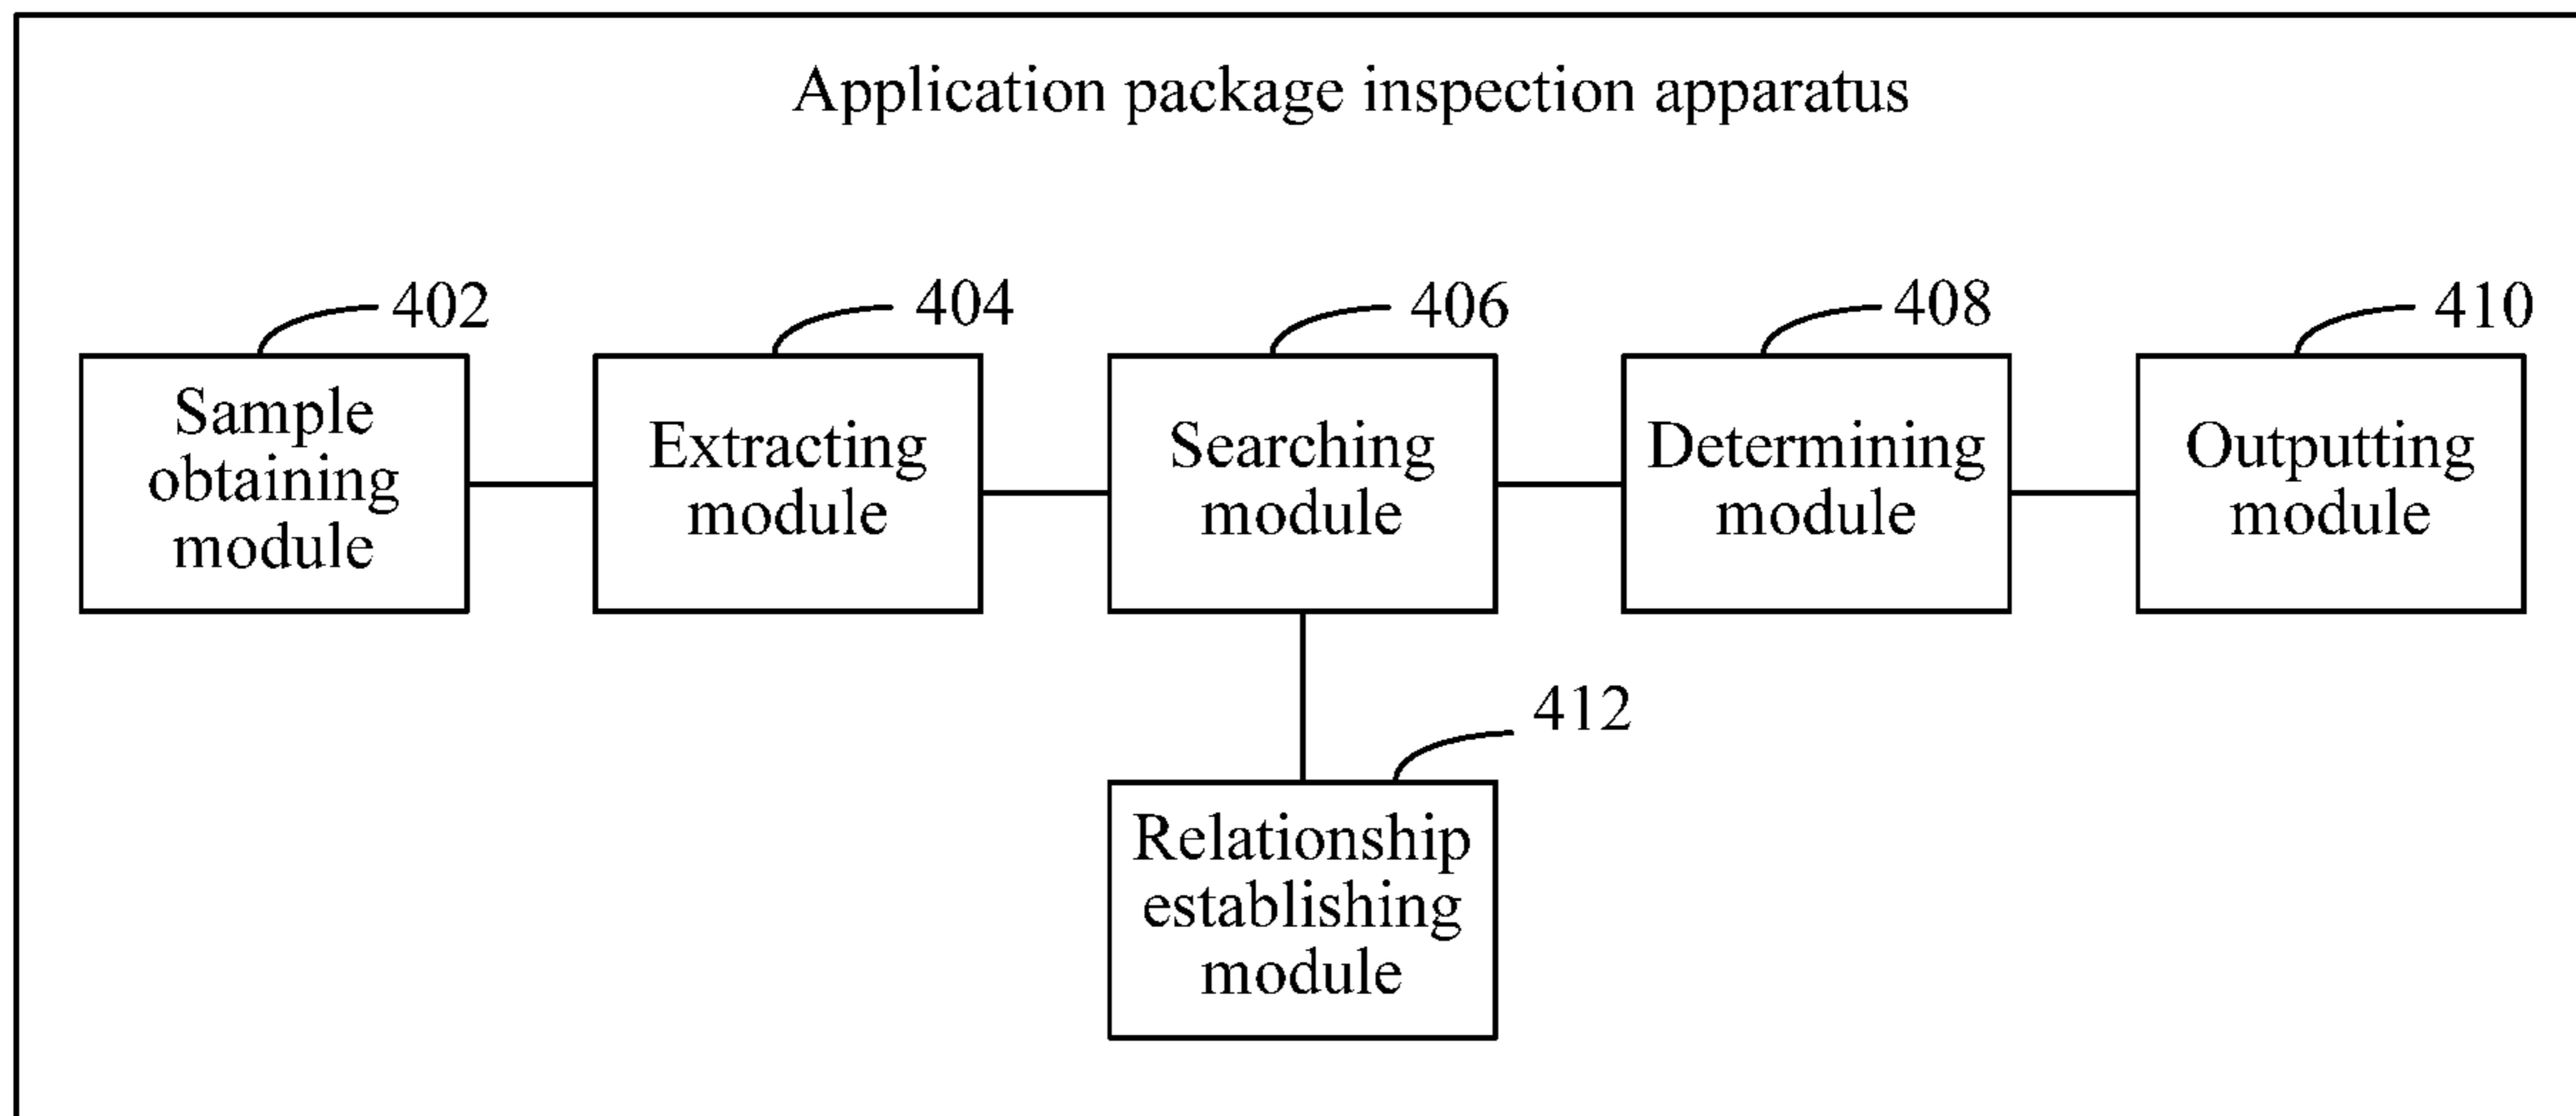 Application package inspection apparatus
402
404
406
408
410
Sample
obtaining
module
Extracting
module
Searching
module
Determining
module
Outputting
module
412
Relationship
establishing
module